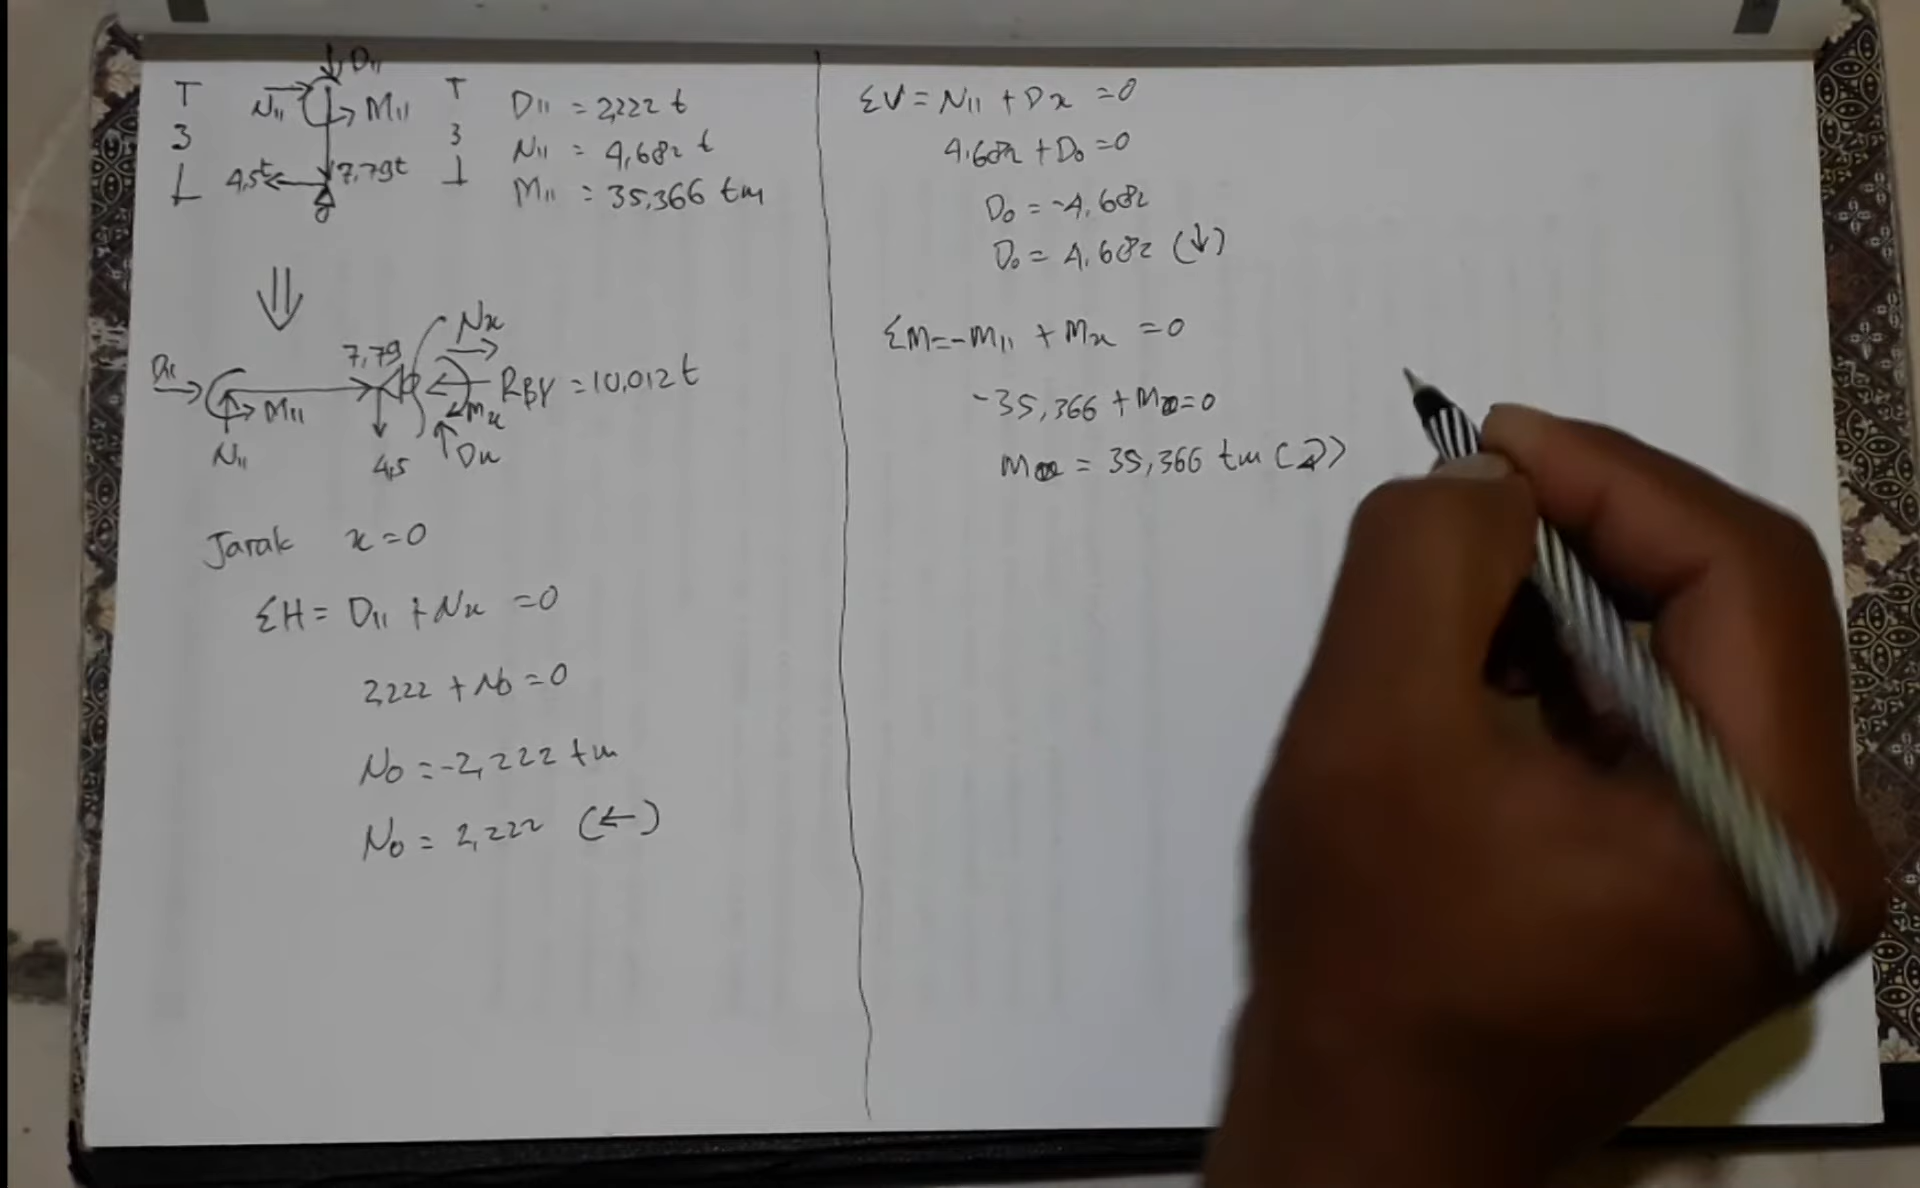 D11
T
3
N11
M11
T
3
4,5t
7,79t
D11 = 2,222 t
N11 = 4,682 t
M11 = 35,366 tm
⇓
Nx
7,79
D11
M11
RBY = 10,012 t
Mx
N11
4,5
Dx
Jarak x=0
ΣH = D11 + Nx = 0
2,222 + N0 = 0
N0 = -2,222 tm
N0 = 2,222 (←)
ΣV = N11 + Dx = 0
4,682 + D0 = 0
D0 = -4,682
D0 = 4,682 (↓)
ΣM = -M11 + Mx = 0
-35,366 + M0 = 0
M0 = 35,366 tm (⤵)